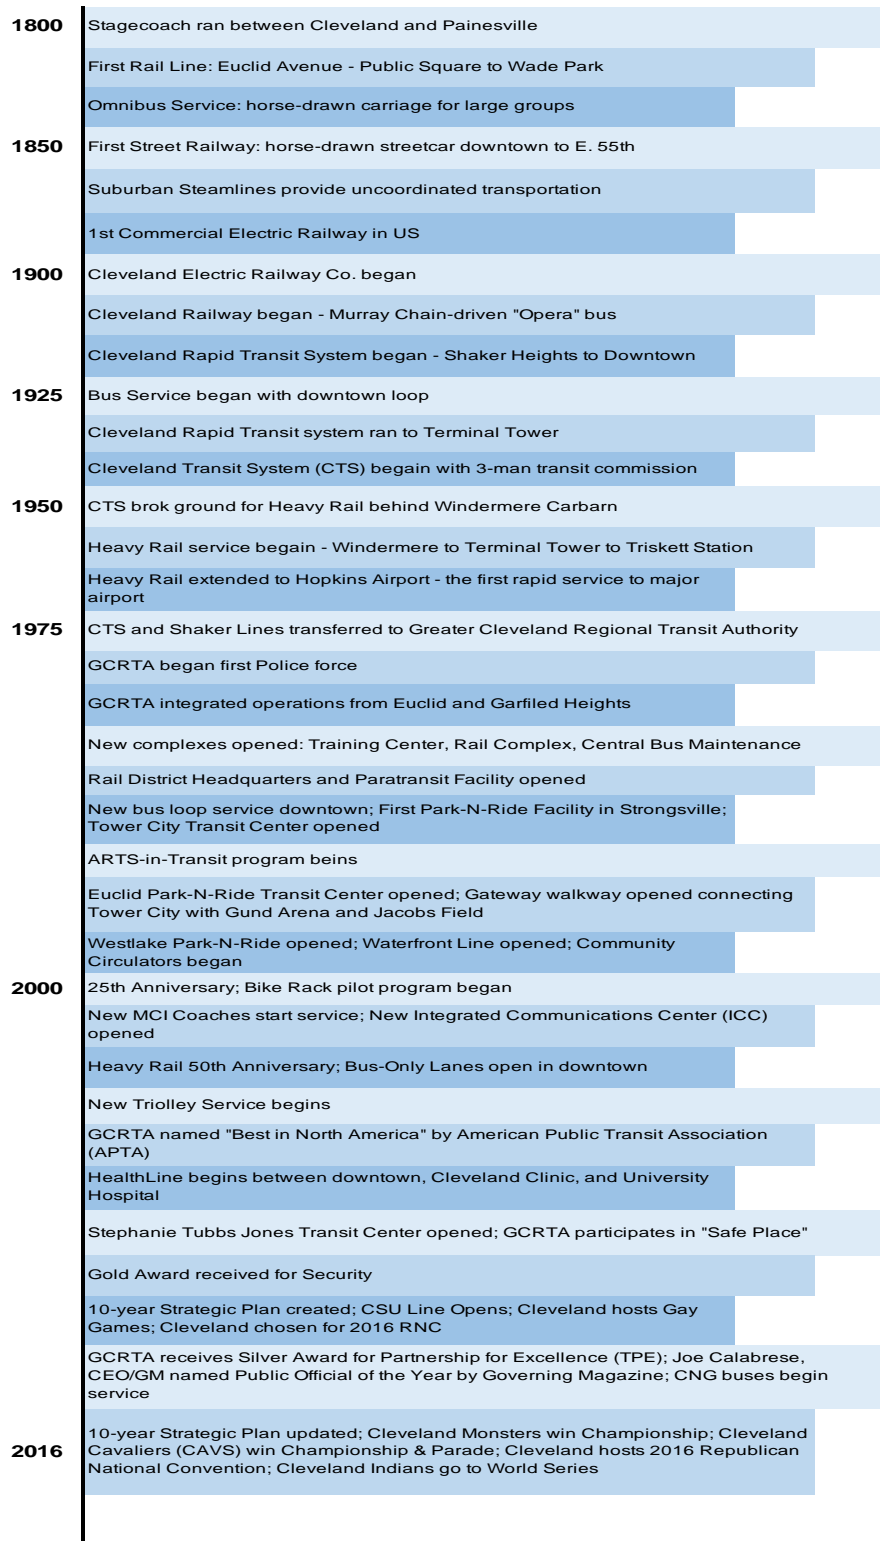 1800
Stagecoach ran between Cleveland and Painesville
First Rail Line: Euclid Avenue - Public Square to Wade Park
Omnibus Service: horse-drawn carriage for large groups
1850
First Street Railway: horse-drawn streetcar downtown to E. 55th
Suburban Steamlines provide uncoordinated transportation
1st Commercial Electric Railway in US
1900
Cleveland Electric Railway Co. began
Cleveland Railway began - Murray Chain-driven "Opera" bus
Cleveland Rapid Transit System began - Shaker Heights to Downtown
1925
Bus Service began with downtown loop
Cleveland Rapid Transit system ran to Terminal Tower
Cleveland Transit System (CTS) begain with 3-man transit commission
1950
CTS brok ground for Heavy Rail behind Windermere Carbarn
Heavy Rail service begain - Windermere to Terminal Tower to Triskett Station
Heavy Rail extended to Hopkins Airport - the first rapid service to major
airport
1975
CTS and Shaker Lines transferred to Greater Cleveland Regional Transit Authority
GCRTA began first Police force
GCRTA integrated operations from Euclid and Garfiled Heights
New complexes opened: Training Center, Rail Complex, Central Bus Maintenance
Rail District Headquarters and Paratransit Facility opened
New bus loop service downtown; First Park-N-Ride Facility in Strongsville;
Tower City Transit Center opened
ARTS-in-Transit program beins
Euclid Park-N-Ride Transit Center opened; Gateway walkway opened connecting
Tower City with Gund Arena and Jacobs Field
Westlake Park-N-Ride opened; Waterfront Line opened; Community
Circulators began
2000
25th Anniversary; Bike Rack pilot program began
New MCI Coaches start service; New Integrated Communications Center (ICC)
opened
Heavy Rail 50th Anniversary; Bus-Only Lanes open in downtown
New Triolley Service begins
GCRTA named "Best in North America" by American Public Transit Association
(APTA)
HealthLine begins between downtown, Cleveland Clinic, and University
Hospital
Stephanie Tubbs Jones Transit Center opened; GCRTA participates in "Safe Place"
Gold Award received for Security
10-year Strategic Plan created; CSU Line Opens; Cleveland hosts Gay
Games; Cleveland chosen for 2016 RNC
GCRTA receives Silver Award for Partnership for Excellence (TPE); Joe Calabrese,
CEO/GM named Public Official of the Year by Governing Magazine; CNG buses begin
service
2016
10-year Strategic Plan updated; Cleveland Monsters win Championship; Cleveland
Cavaliers (CAVS) win Championship & Parade; Cleveland hosts 2016 Republican
National Convention; Cleveland Indians go to World Series